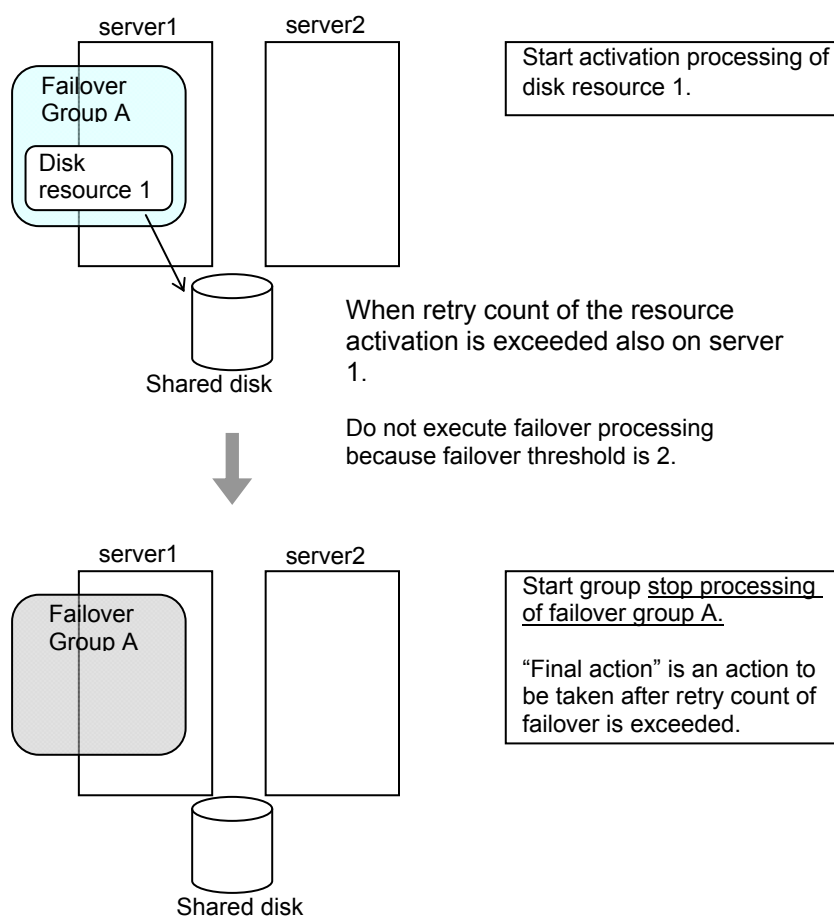 server1
server2
Failover
Group A
Disk
resource 1
Start activation processing of
disk resource 1.
Shared disk
When retry count of the resource
activation is exceeded also on server
1.
Do not execute failover processing
because failover threshold is 2.
server1
server2
Failover
Group A
Start group stop processing
of failover group A.
“Final action” is an action to
be taken after retry count of
failover is exceeded.
Shared disk